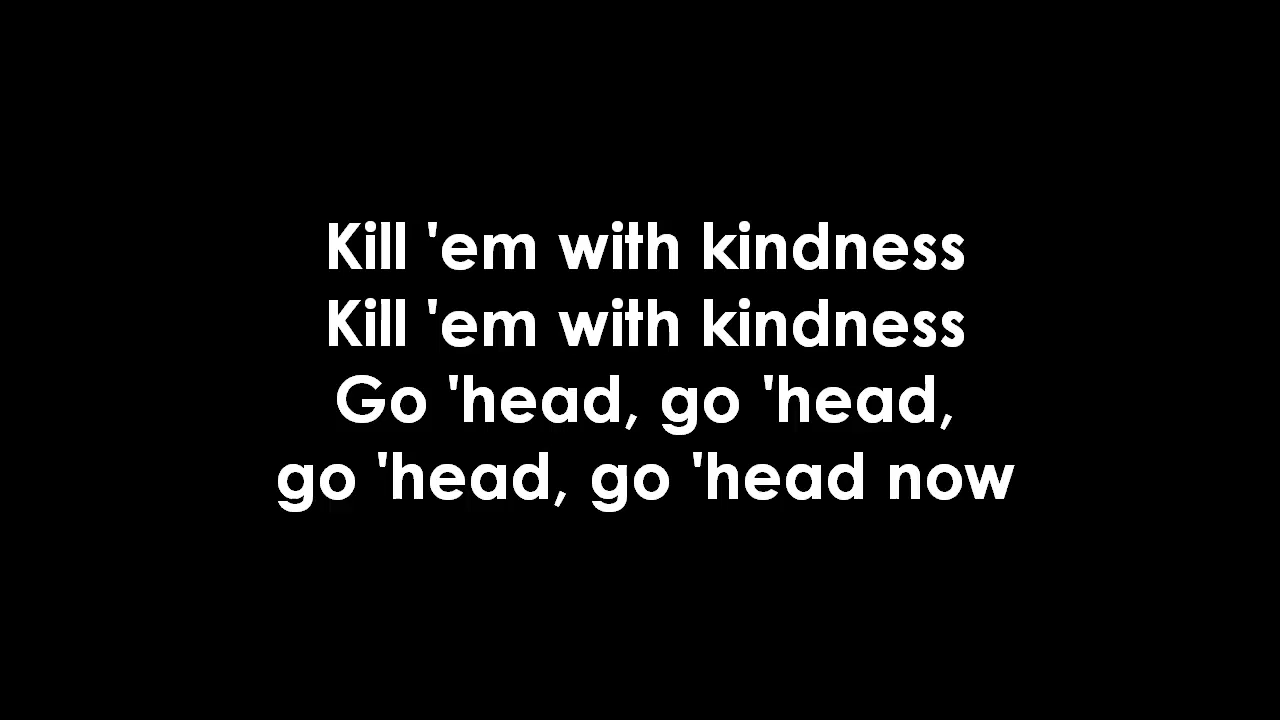 Kill 'em with kindness
Kill 'em with kindness
Go 'head, go 'head,
go 'head, go 'head now